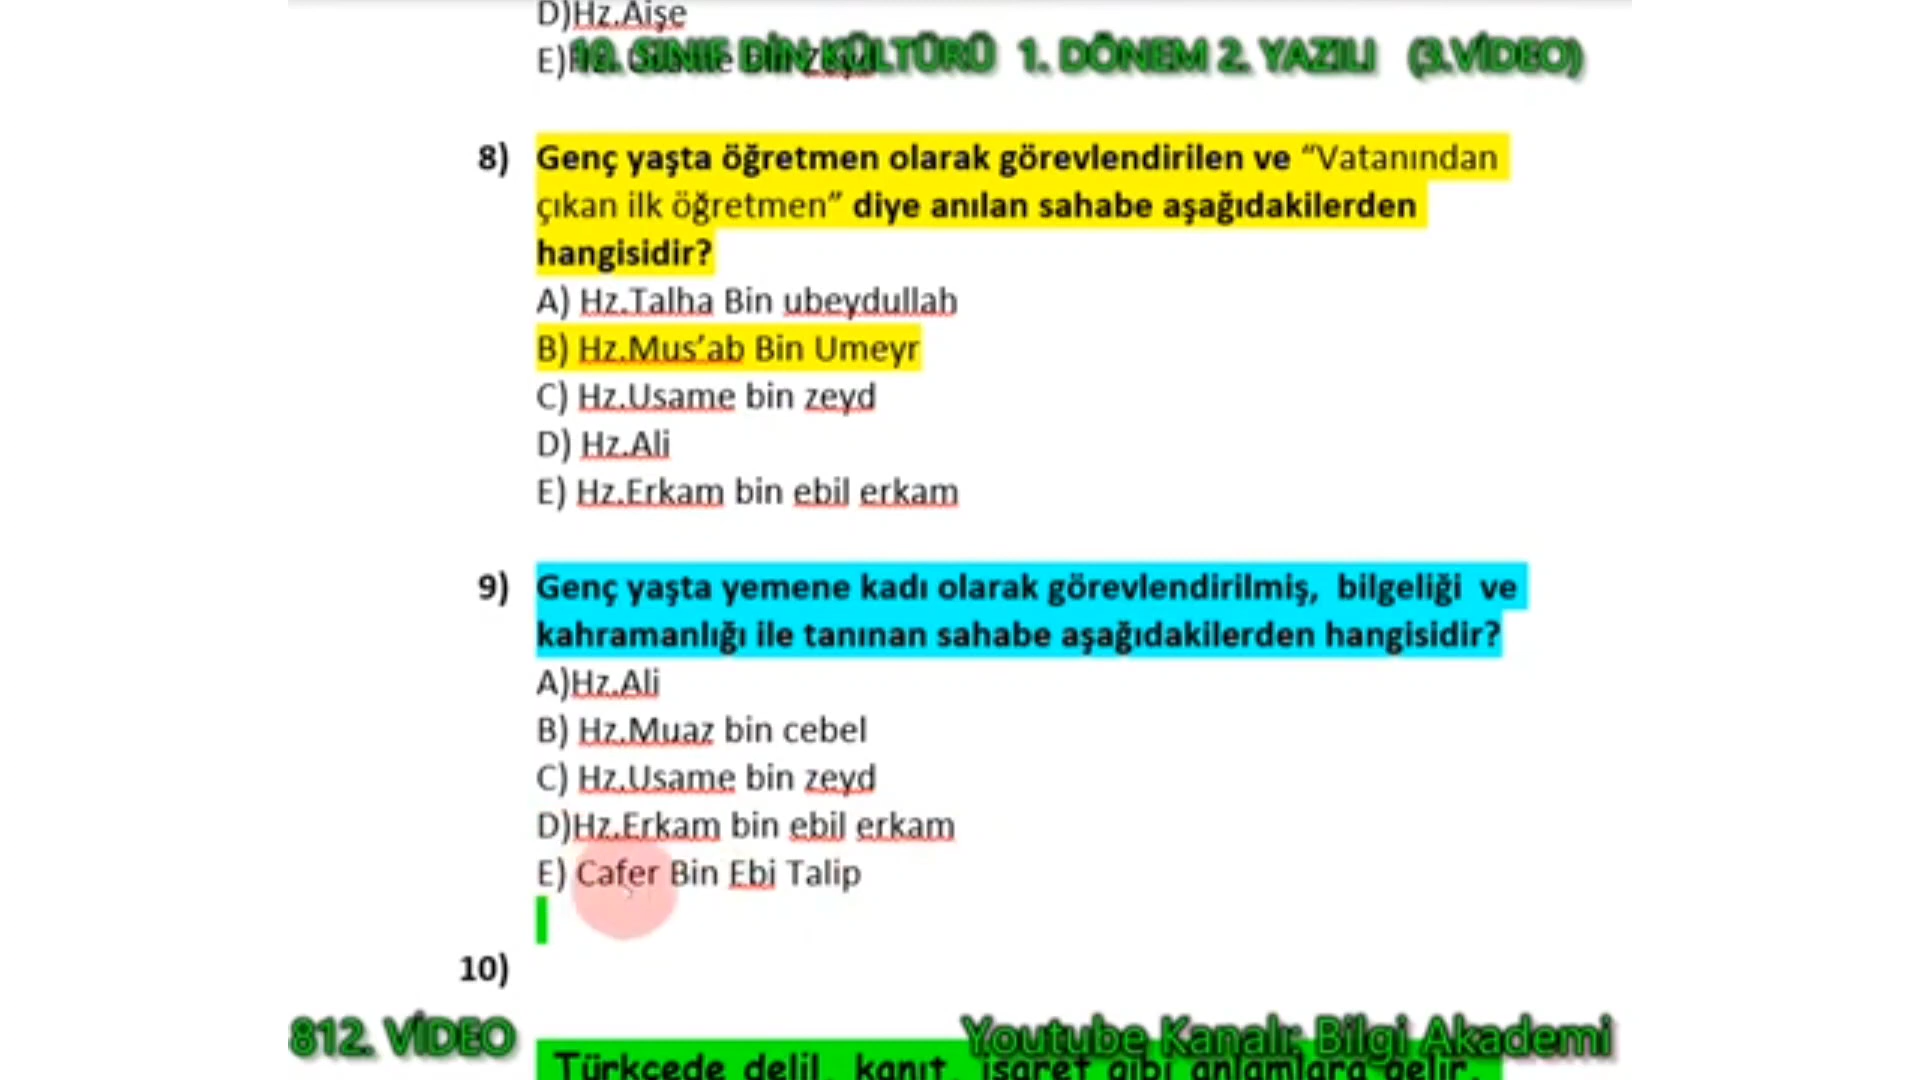 D)Hz.Aişe
E)
10. SINIF DİN KÜLTÜRÜ 1. DÖNEM 2. YAZILI (3.VİDEO)
8) Genç yaşta öğretmen olarak görevlendirilen ve “Vatanından
çıkan ilk öğretmen” diye anılan sahabe aşağıdakilerden
hangisidir?
A) Hz.Talha Bin ubeydullah
B) Hz.Mus’ab Bin Umeyr
C) Hz.Usame bin zeyd
D) Hz.Ali
E) Hz.Erkam bin ebil erkam
9) Genç yaşta yemene kadı olarak görevlendirilmiş, bilgeliği ve
kahramanlığı ile tanınan sahabe aşağıdakilerden hangisidir?
A)Hz.Ali
B) Hz.Muaz bin cebel
C) Hz.Usame bin zeyd
D)Hz.Erkam bin ebil erkam
E) Cafer Bin Ebi Talip
10)
812. VİDEO
Youtube Kanalı: Bilgi Akademi
Türkçede delil, kanıt, işaret gibi anlamlara gelir.